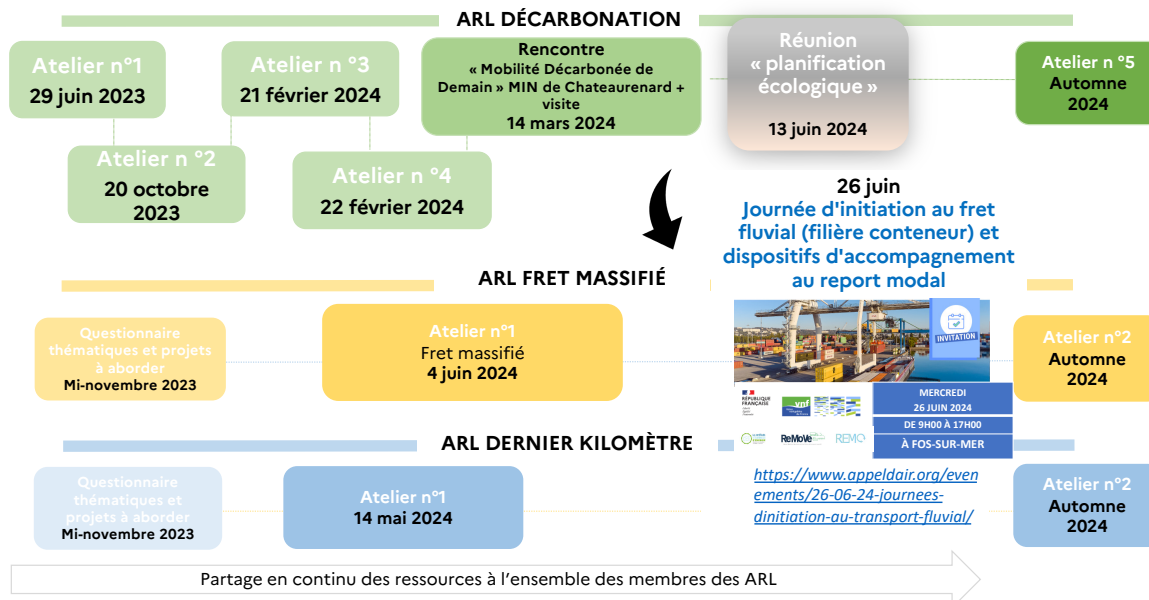 ARL DÉCARBONATION
Atelier n°1
29 juin 2023
Atelier n °2
20 octobre
2023
Atelier n °3
21 février 2024
Atelier n °4
22 février 2024
Rencontre
« Mobilité Décarbonée de
Demain » MIN de Chateaurenard +
visite
14 mars 2024
Réunion
« planification
écologique »
13 juin 2024
Atelier n °5
Automne
2024
26 juin
Journée d'initiation au fret
fluvial (filière conteneur) et
dispositifs d'accompagnement
au report modal
ARL FRET MASSIFIÉ
Questionnaire
thématiques et projets
à aborder
Mi-novembre 2023
Atelier n°1
Fret massifié
4 juin 2024
INVITATION
RÉPUBLIQUE
FRANÇAISE
vnf
ReMoVe
REMO
MERCREDI
26 JUIN 2024
DE 9H00 À 17H00
À FOS-SUR-MER
Atelier n°2
Automne
2024
ARL DERNIER KILOMÈTRE
Questionnaire
thématiques et
projets à aborder
Mi-novembre 2023
Atelier n°1
14 mai 2024
https://www.appeldair.org/even
ements/26-06-24-journees-
dinitiation-au-transport-fluvial/
Atelier n°2
Automne
2024
Partage en continu des ressources à l'ensemble des membres des ARL